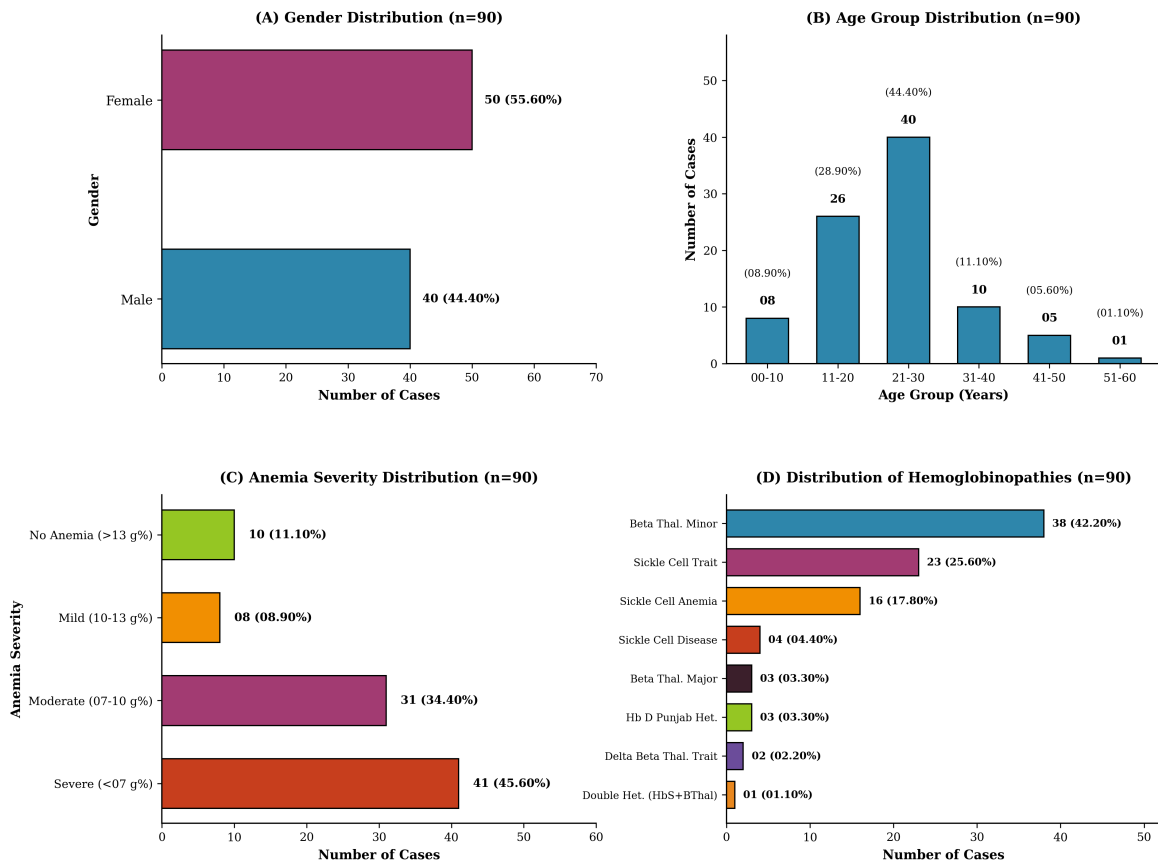 (A) Gender Distribution (n=90)
Gender
Female
50 (55.60%)
Male
40 (44.40%)
0 10 20 30 40 50 60 70
Number of Cases
(B) Age Group Distribution (n=90)
Number of Cases
50
40
30
20
10
0
(08.90%)
08
(28.90%)
26
(44.40%)
40
(11.10%)
10
(05.60%)
05
(01.10%)
01
00-10 11-20 21-30 31-40 41-50 51-60
Age Group (Years)
(C) Anemia Severity Distribution (n=90)
Anemia Severity
No Anemia (>13 g%)
10 (11.10%)
Mild (10-13 g%)
08 (08.90%)
Moderate (07-10 g%)
31 (34.40%)
Severe (<07 g%)
41 (45.60%)
0 10 20 30 40 50 60
Number of Cases
(D) Distribution of Hemoglobinopathies (n=90)
Beta Thal. Minor
38 (42.20%)
Sickle Cell Trait
23 (25.60%)
Sickle Cell Anemia
16 (17.80%)
Sickle Cell Disease
04 (04.40%)
Beta Thal. Major
03 (03.30%)
Hb D Punjab Het.
03 (03.30%)
Delta Beta Thal. Trait
02 (02.20%)
Double Het. (HbS+BThal)
01 (01.10%)
0 10 20 30 40 50
Number of Cases